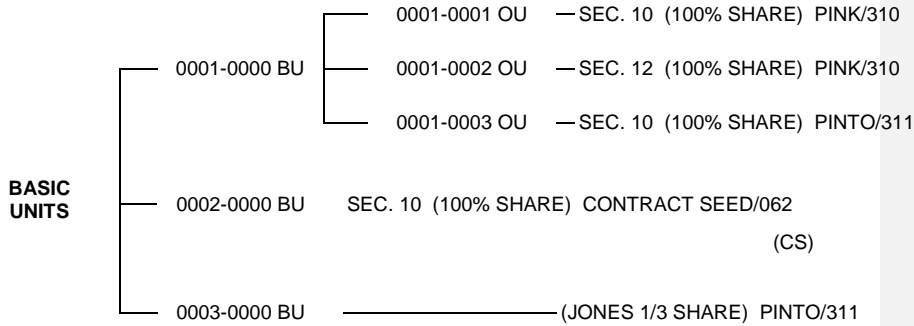 0001-0001 OU SEC. 10 (100% SHARE) PINK/310
0001-0000 BU 0001-0002 OU SEC. 12 (100% SHARE) PINK/310
0001-0003 OU SEC. 10 (100% SHARE) PINTO/311
BASIC
UNITS
0002-0000 BU SEC. 10 (100% SHARE) CONTRACT SEED/062
(CS)
0003-0000 BU (JONES 1/3 SHARE) PINTO/311